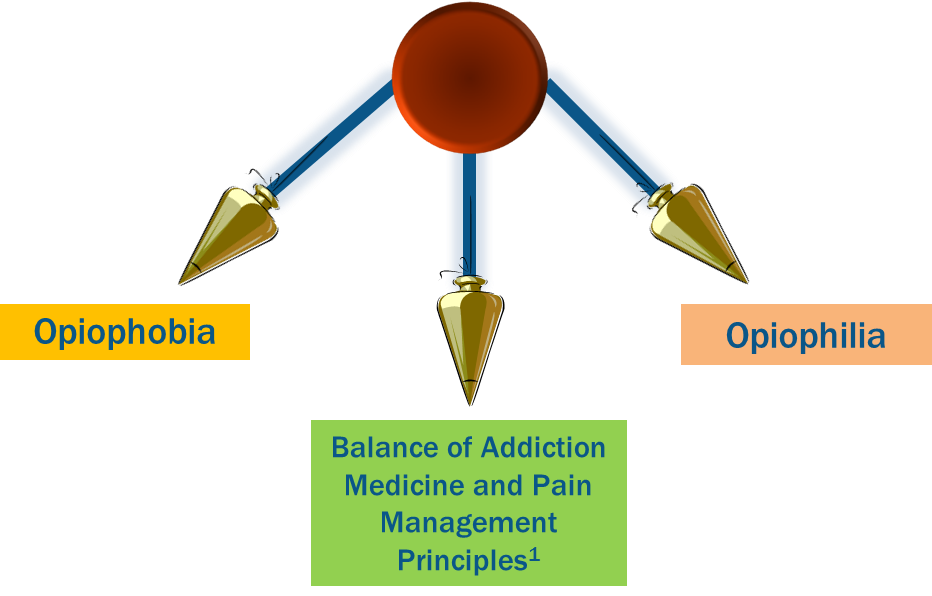 Opiophobia
Opiophilia
Balance of Addiction
Medicine and Pain
Management
Principles¹